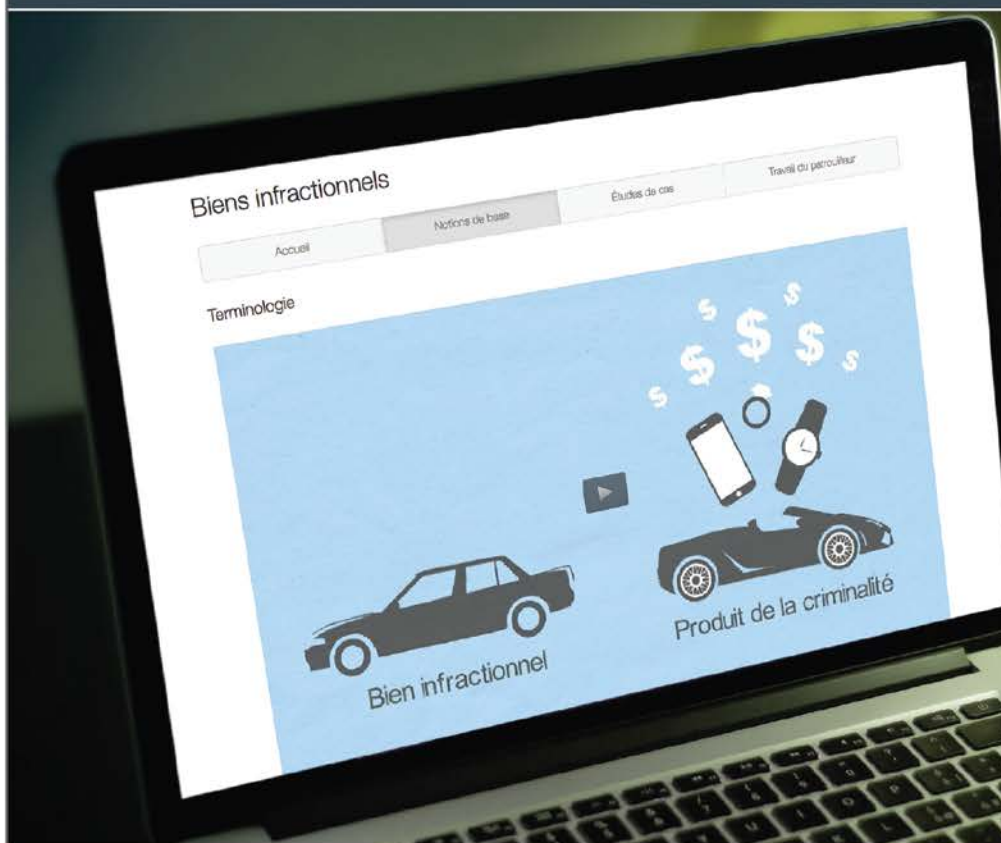 Biens infractionnels
Accueil
Notions de base
Études de cas
Travail du patrouilleur
Terminologie
$ $ $ $ $ $ $
Bien infractionnel
Produit de la criminalité